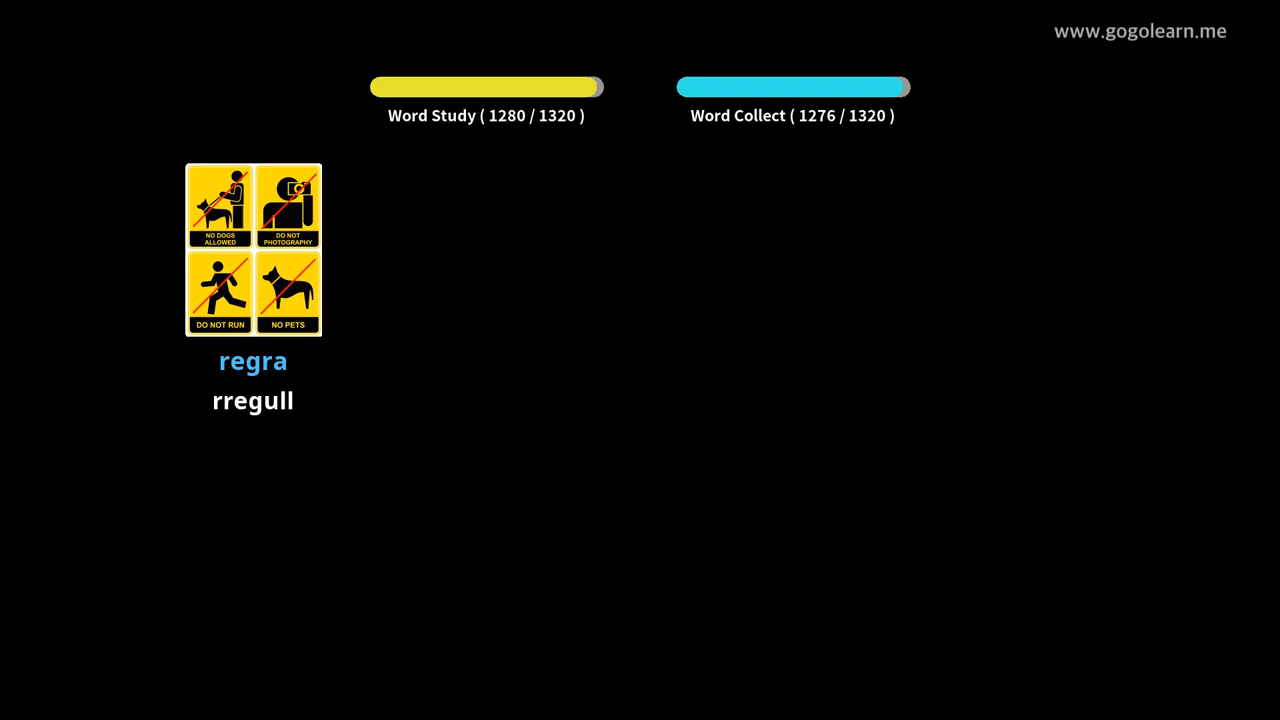 www.gogolearn.me
Word Study ( 1280 / 1320 )
Word Collect ( 1276 / 1320 )
NO DOGS
ALLOWED
DO NOT
PHOTOGRAPHY
DO NOT RUN
NO PETS
regra
rregull